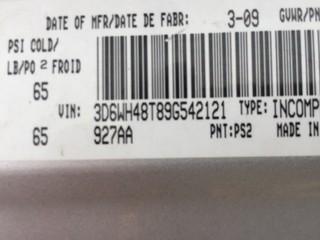 DATE OF MFR/DATE DE FABR: 3-09 GVWR/PN
PSI COLD/
LB/PO 2 FROID
65
VIN: 3D6WH48T89G542121 TYPE: INCOMP
65 927AA PNT:PS2 MADE IN